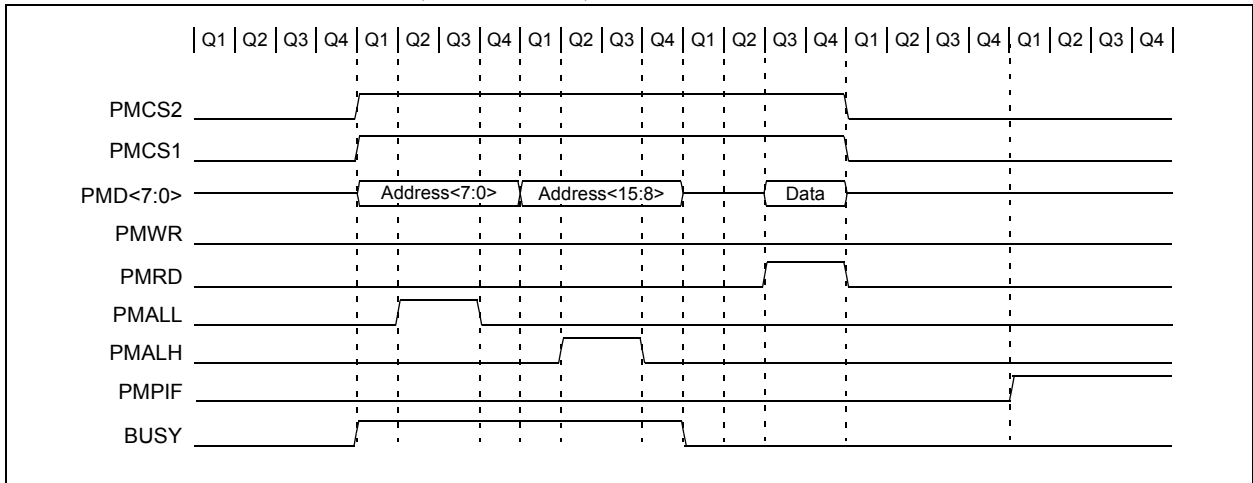 Q1 Q2 Q3 Q4 Q1 Q2 Q3 Q4 Q1 Q2 Q3 Q4 Q1 Q2 Q3 Q4 Q1 Q2 Q3 Q4 Q1 Q2 Q3 Q4
PMCS2
PMCS1
PMD<7:0> Address<7:0> Address<15:8> Data
PMWR
PMRD
PMALL
PMALH
PMPIF
BUSY